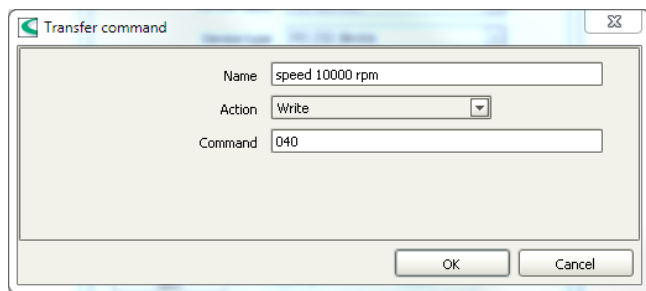 Transfer command
Name speed 10000 rpm
Action Write
Command 040
OK Cancel